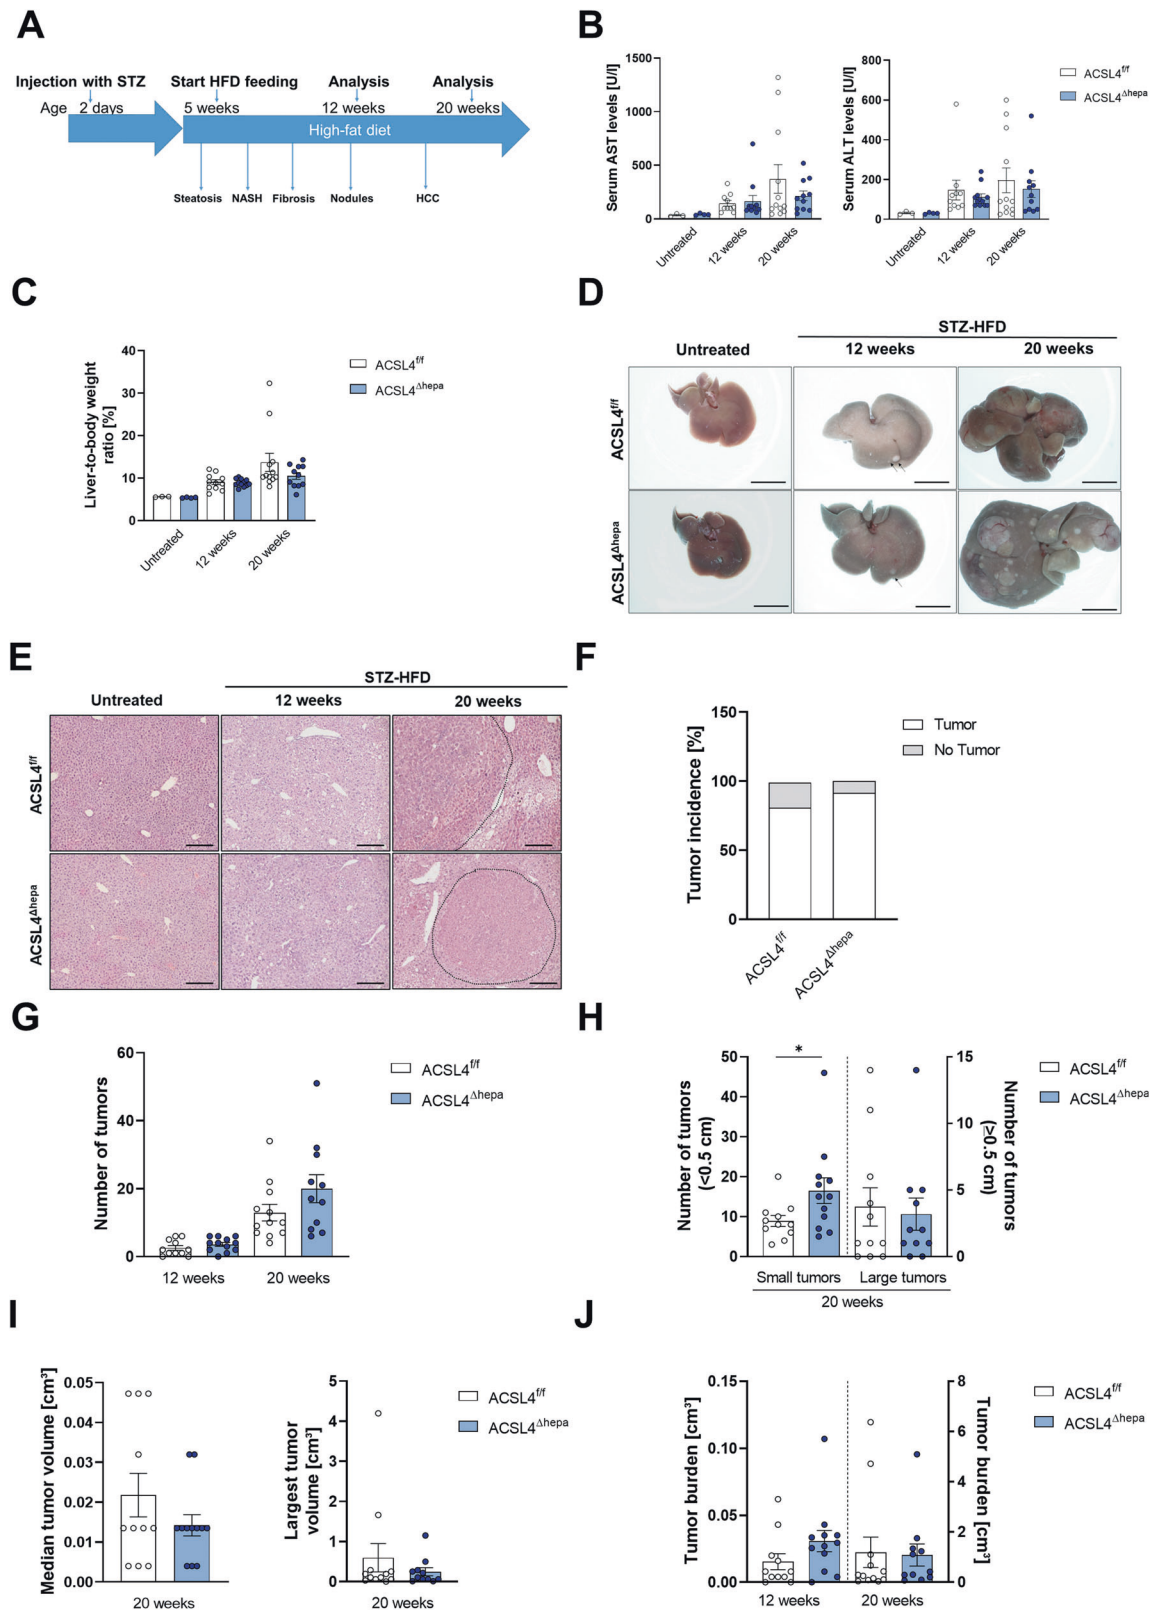 A
Injection with STZ
Start HFD feeding
Analysis
Analysis
Age
2 days
5 weeks
12 weeks
20 weeks
High-fat diet
Steatosis
NASH
Fibrosis
Nodules
HCC
B
Serum AST levels [U/l]
1500
1000
500
0
Untreated
12 weeks
20 weeks
Serum ALT levels [U/l]
800
600
400
200
0
Untreated
12 weeks
20 weeks
ACSL4f/f
ACSL4Δhepa
C
Liver-to-body weight
ratio [%]
40
30
20
10
0
Untreated
12 weeks
20 weeks
ACSL4f/f
ACSL4Δhepa
D
STZ-HFD
Untreated
12 weeks
20 weeks
ACSL4f/f
ACSL4Δhepa
E
STZ-HFD
Untreated
12 weeks
20 weeks
ACSL4f/f
ACSL4Δhepa
F
Tumor incidence [%]
150
100
50
0
ACSL4f/f
ACSL4Δhepa
Tumor
No Tumor
G
Number of tumors
60
40
20
0
12 weeks
20 weeks
ACSL4f/f
ACSL4Δhepa
H
Number of tumors
(<0.5 cm)
50
40
30
20
10
0
*
15
10
5
0
Number of tumors
(≥0.5 cm)
Small tumors
Large tumors
20 weeks
ACSL4f/f
ACSL4Δhepa
I
Median tumor volume [cm³]
0.05
0.04
0.03
0.02
0.01
0.00
20 weeks
Largest tumor
volume [cm³]
5
4
3
2
1
0
20 weeks
ACSL4f/f
ACSL4Δhepa
J
Tumor burden [cm³]
0.15
0.10
0.05
0.00
8
6
4
2
0
Tumor burden [cm³]
12 weeks
20 weeks
ACSL4f/f
ACSL4Δhepa